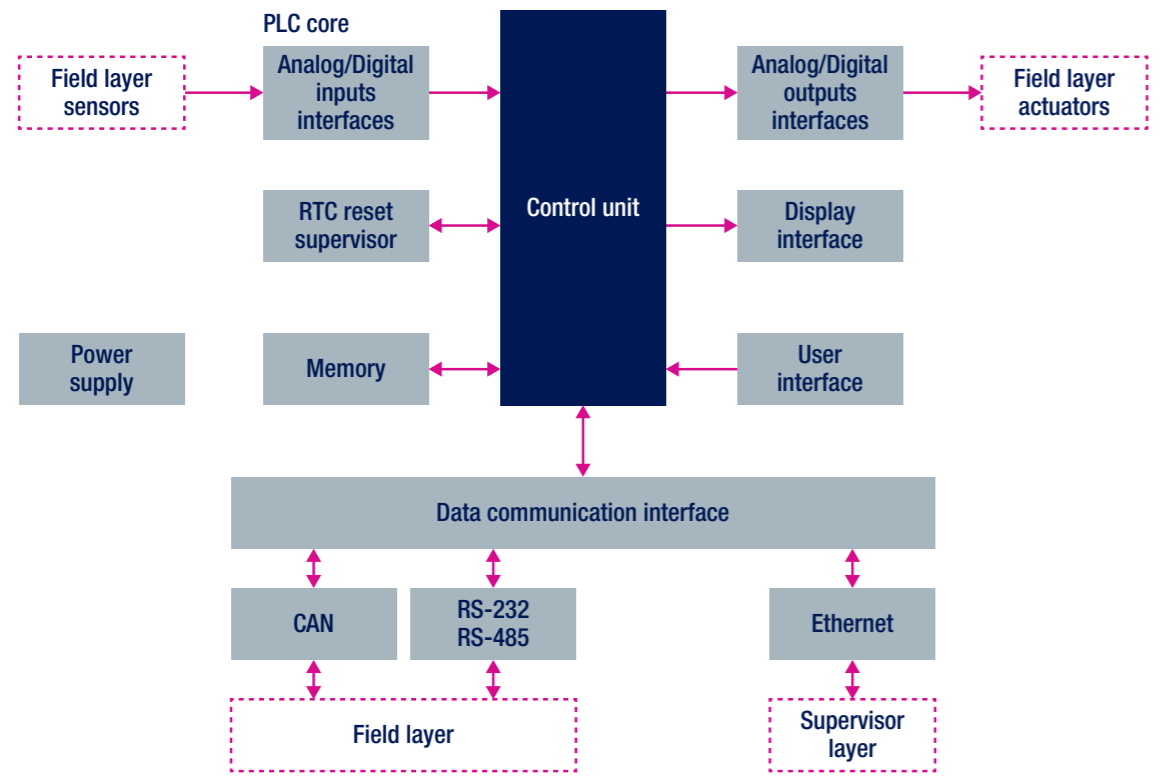 PLC core
Field layer
sensors
Analog/Digital
inputs
interfaces
Control unit
Analog/Digital
outputs
interfaces
Field layer
actuators
RTC reset
supervisor
Display
interface
Power
supply
Memory
User
interface
Data communication interface
CAN
RS-232
RS-485
Ethernet
Field layer
Supervisor
layer